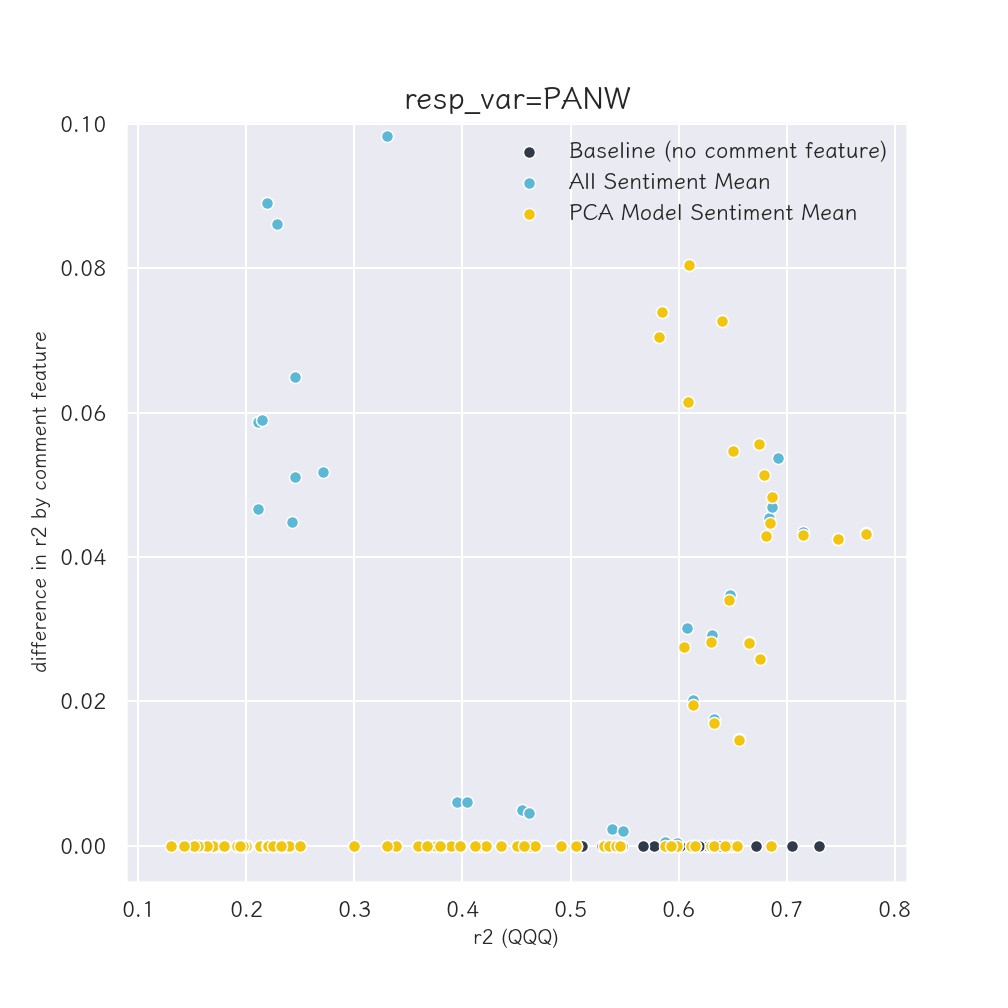 resp_var=PANW
0.10
0.08
0.06
0.04
0.02
0.00
difference in r2 by comment feature
Baseline (no comment feature)
All Sentiment Mean
PCA Model Sentiment Mean
0.1 0.2 0.3 0.4 0.5 0.6 0.7 0.8
r2 (QQQ)